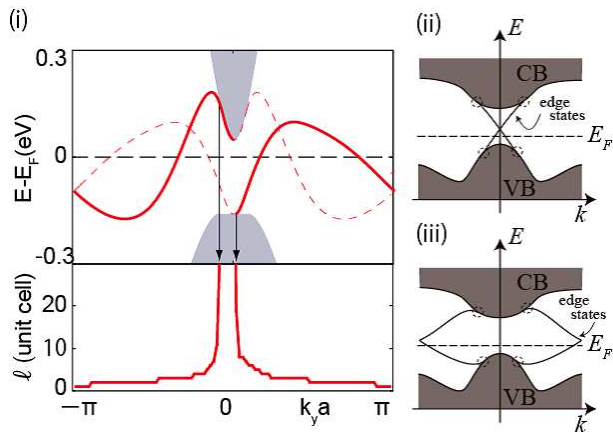 (i)
0.3
0
-0.3
E-E_F(eV)
20
10
1
ℓ (unit cell)
−π
0
k_ya
π
(ii)
E
CB
edge
states
E_F
VB
k
(iii)
E
CB
edge
states
E_F
VB
k